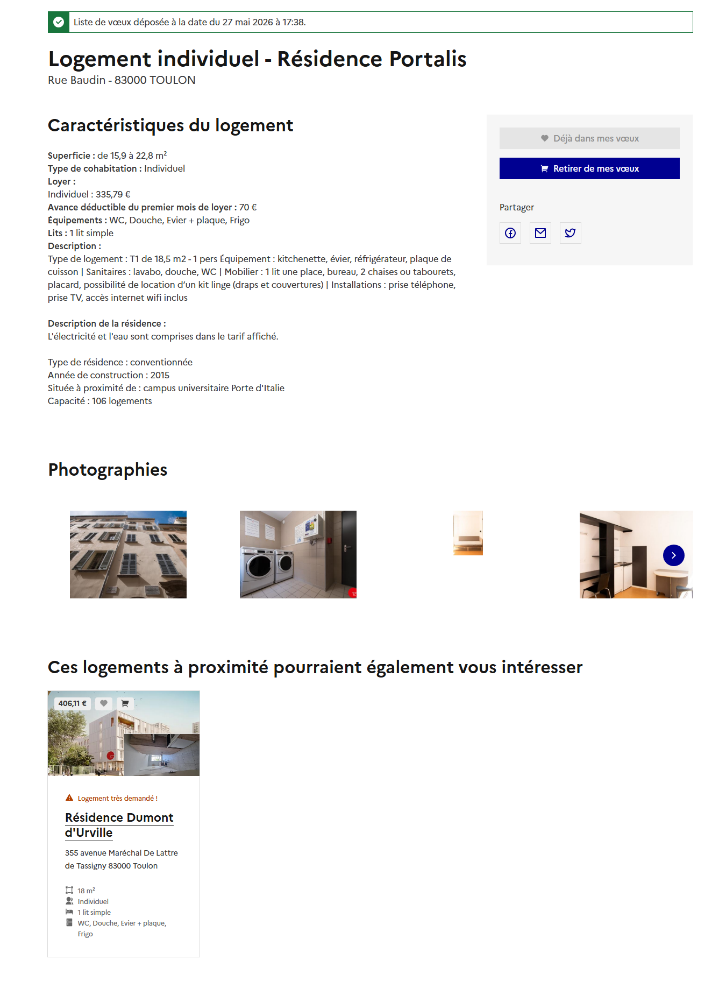 Liste de vœux déposée à la date du 27 mai 2026 à 17:38.
Logement individuel - Résidence Portalis
Rue Baudin - 83000 TOULON
Caractéristiques du logement
Superficie : de 15,9 à 22,8 m²
Type de cohabitation : Individuel
Loyer :
Individuel : 335,79 €
Avance déductible du premier mois de loyer : 70 €
Équipements : WC, Douche, Evier + plaque, Frigo
Lits : 1 lit simple
Description :
Type de logement : T1 de 18,5 m2 - 1 pers Équipement : kitchenette, évier, réfrigérateur, plaque de
cuisson | Sanitaires : lavabo, douche, WC | Mobilier : 1 lit une place, bureau, 2 chaises ou tabourets,
placard, possibilité de location d'un kit linge (draps et couvertures) | Installations : prise téléphone,
prise TV, accès internet wifi inclus
Description de la résidence :
L'électricité et l'eau sont comprises dans le tarif affiché.
Type de résidence : conventionnée
Année de construction : 2015
Située à proximité de : campus universitaire Porte d'Italie
Capacité : 106 logements
Déjà dans mes vœux
Retirer de mes vœux
Partager
Photographies
Ces logements à proximité pourraient également vous intéresser
406,11 €
Logement très demandé !
Résidence Dumont
d'Urville
355 avenue Maréchal De Lattre
de Tassigny 83000 Toulon
18 m²
Individuel
1 lit simple
WC, Douche, Evier + plaque,
Frigo